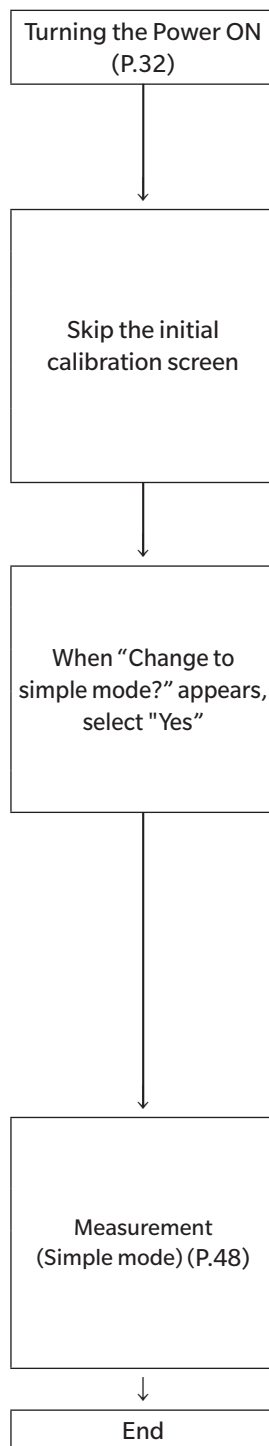 Turning the Power ON
(P.32)
Skip the initial
calibration screen
When “Change to
simple mode?” appears,
select "Yes”
Measurement
(Simple mode) (P.48)
End